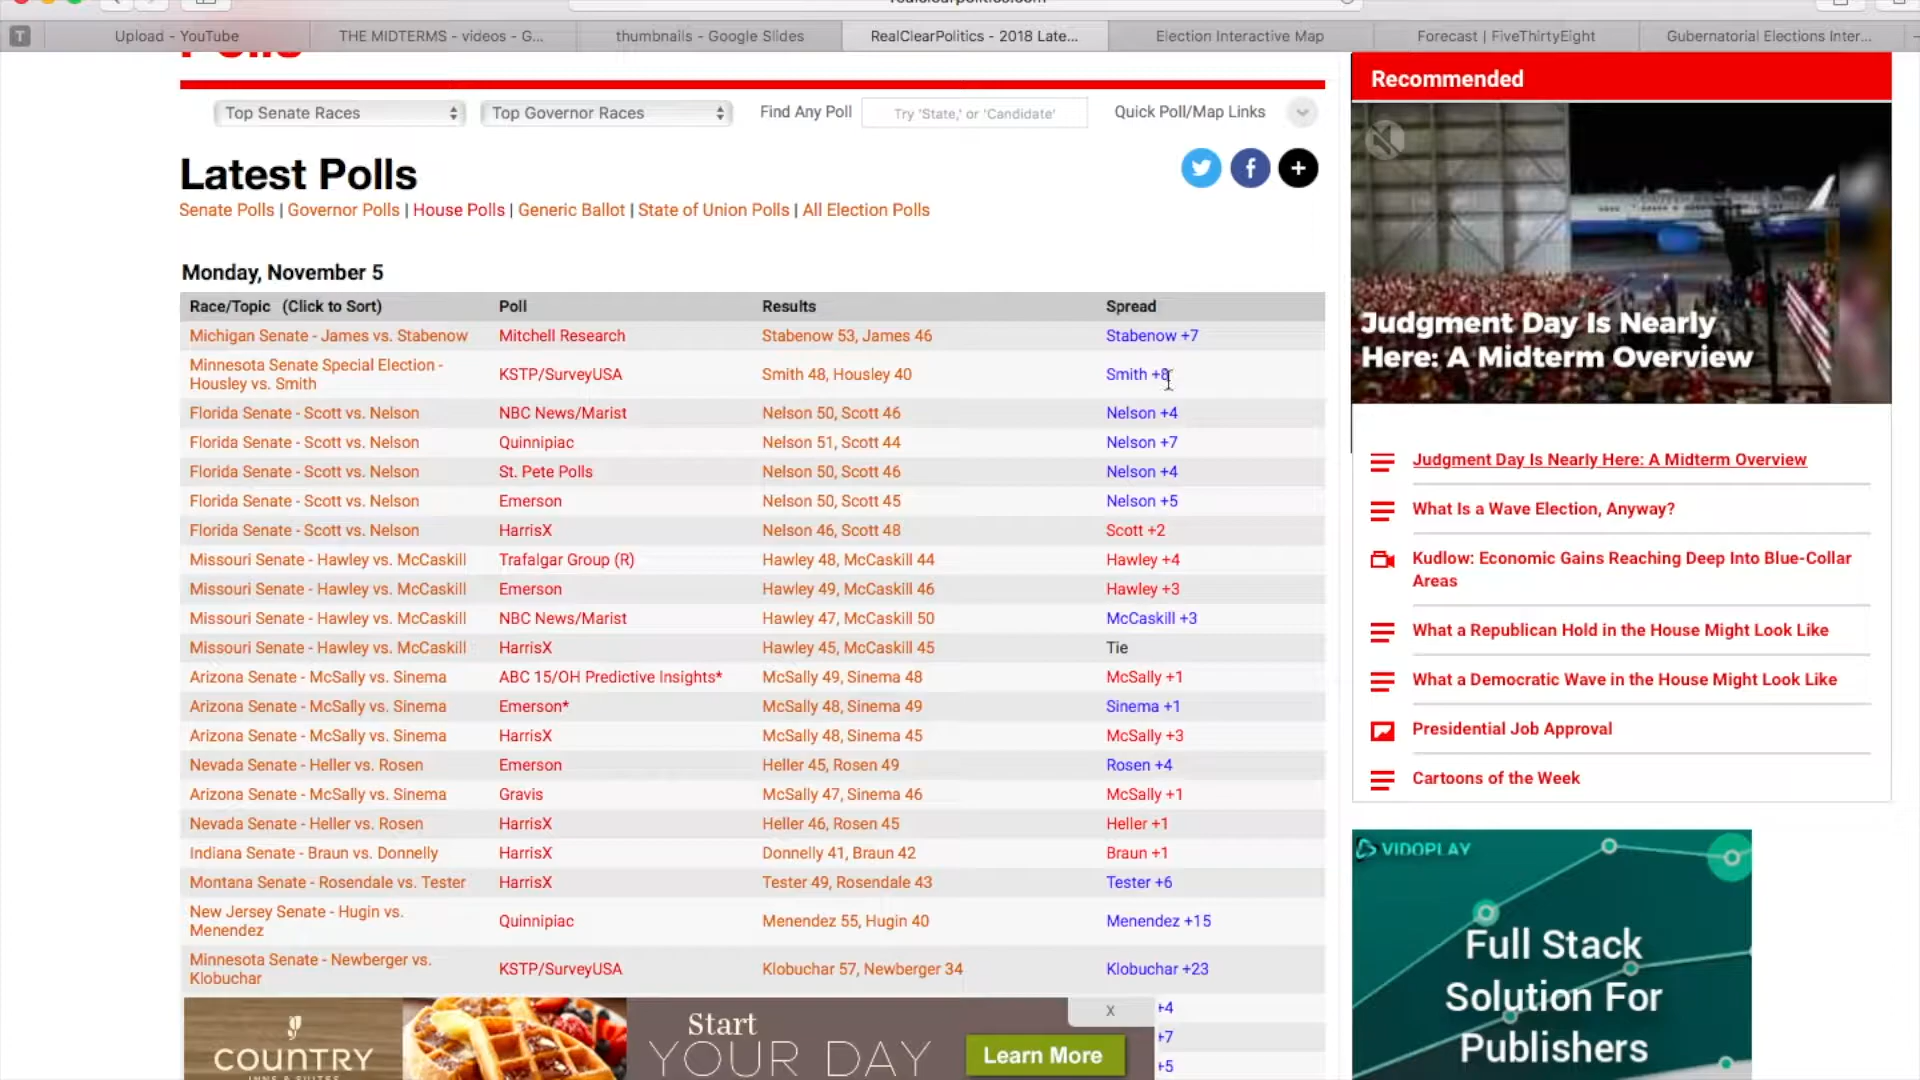 Upload - YouTube
THE MIDTERMS - videos - G...
thumbnails - Google Slides
RealClearPolitics - 2018 Late...
Election Interactive Map
Forecast | FiveThirtyEight
Gubernatorial Elections Inter...
T
Top Senate Races
Top Governor Races
Find Any Poll
Try 'State,' or 'Candidate'
Quick Poll/Map Links
Latest Polls
Senate Polls | Governor Polls | House Polls | Generic Ballot | State of Union Polls | All Election Polls
Monday, November 5
Race/Topic (Click to Sort) Poll Results Spread
Michigan Senate - James vs. Stabenow Mitchell Research Stabenow 53, James 46 Stabenow +7
Minnesota Senate Special Election -
Housley vs. Smith KSTP/SurveyUSA Smith 48, Housley 40 Smith +8
Florida Senate - Scott vs. Nelson NBC News/Marist Nelson 50, Scott 46 Nelson +4
Florida Senate - Scott vs. Nelson Quinnipiac Nelson 51, Scott 44 Nelson +7
Florida Senate - Scott vs. Nelson St. Pete Polls Nelson 50, Scott 46 Nelson +4
Florida Senate - Scott vs. Nelson Emerson Nelson 50, Scott 45 Nelson +5
Florida Senate - Scott vs. Nelson HarrisX Nelson 46, Scott 48 Scott +2
Missouri Senate - Hawley vs. McCaskill Trafalgar Group (R) Hawley 48, McCaskill 44 Hawley +4
Missouri Senate - Hawley vs. McCaskill Emerson Hawley 49, McCaskill 46 Hawley +3
Missouri Senate - Hawley vs. McCaskill NBC News/Marist Hawley 47, McCaskill 50 McCaskill +3
Missouri Senate - Hawley vs. McCaskill HarrisX Hawley 45, McCaskill 45 Tie
Arizona Senate - McSally vs. Sinema ABC 15/OH Predictive Insights* McSally 49, Sinema 48 McSally +1
Arizona Senate - McSally vs. Sinema Emerson* McSally 48, Sinema 49 Sinema +1
Arizona Senate - McSally vs. Sinema HarrisX McSally 48, Sinema 45 McSally +3
Nevada Senate - Heller vs. Rosen Emerson Heller 45, Rosen 49 Rosen +4
Arizona Senate - McSally vs. Sinema Gravis McSally 47, Sinema 46 McSally +1
Nevada Senate - Heller vs. Rosen HarrisX Heller 46, Rosen 45 Heller +1
Indiana Senate - Braun vs. Donnelly HarrisX Donnelly 41, Braun 42 Braun +1
Montana Senate - Rosendale vs. Tester HarrisX Tester 49, Rosendale 43 Tester +6
New Jersey Senate - Hugin vs.
Menendez Quinnipiac Menendez 55, Hugin 40 Menendez +15
Minnesota Senate - Newberger vs.
Klobuchar KSTP/SurveyUSA Klobuchar 57, Newberger 34 Klobuchar +23
+4
+7
+5
X
COUNTRY
Start
YOUR DAY
Learn More
Recommended
Judgment Day Is Nearly
Here: A Midterm Overview
Judgment Day Is Nearly Here: A Midterm Overview
What Is a Wave Election, Anyway?
Kudlow: Economic Gains Reaching Deep Into Blue-Collar
Areas
What a Republican Hold in the House Might Look Like
What a Democratic Wave in the House Might Look Like
Presidential Job Approval
Cartoons of the Week
VIDOPLAY
Full Stack
Solution For
Publishers